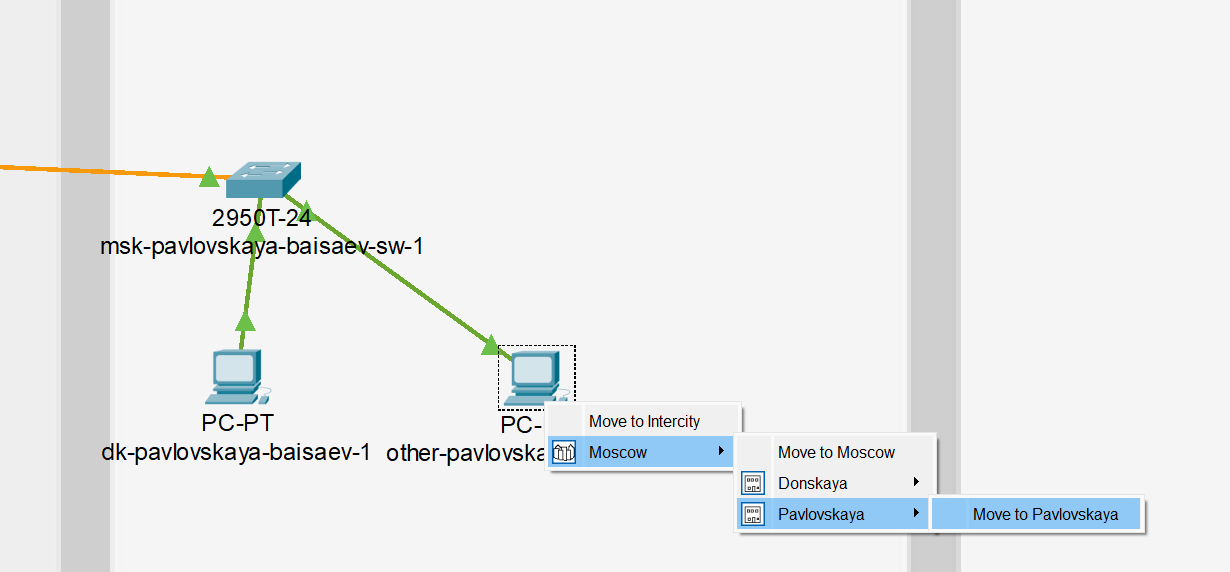 2950T-24
msk-pavlovskaya-baisaev-sw-1
PC-PT
dk-pavlovskaya-baisaev-1
PC-
other-pavlovska
Move to Intercity
Moscow
Move to Moscow
Donskaya
Pavlovskaya
Move to Pavlovskaya